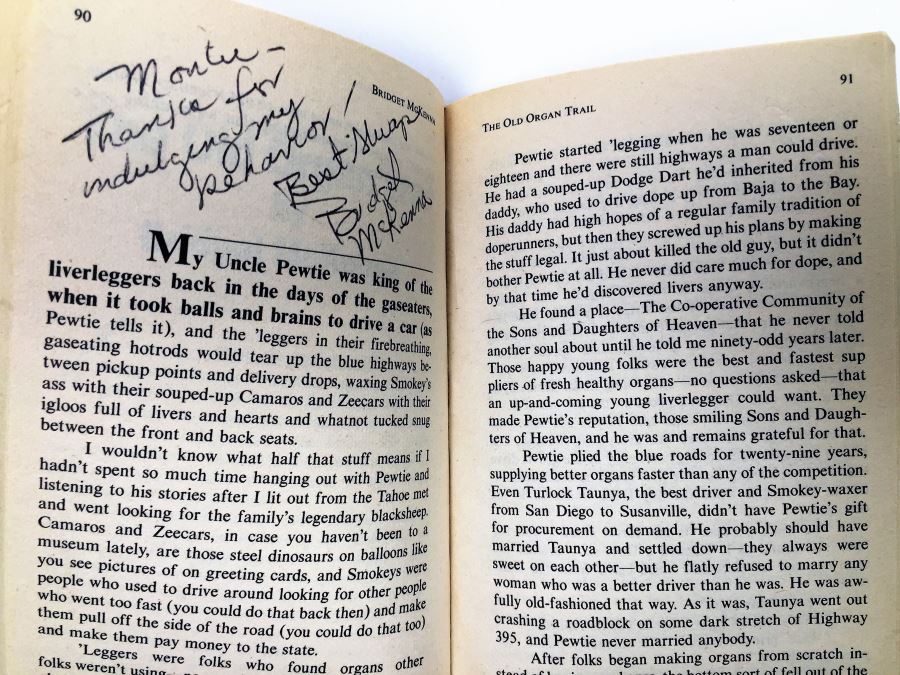 90
Montie—
Thanks for
indulging my
behavior!
Best Always
Bridget
McKenna
BRIDGET MCKENNA
My Uncle Pewtie was king of the
liverleggers back in the days of the gaseaters,
when it took balls and brains to drive a car (as
Pewtie tells it), and the 'leggers in their firebreathing,
gaseating hotrods would tear up the blue highways be-
tween pickup points and delivery drops, waxing Smokey's
ass with their souped-up Camaros and Zeecars with their
igloos full of livers and hearts and whatnot tucked snug
between the front and back seats.
I wouldn't know what half that stuff means if I
hadn't spent so much time hanging out with Pewtie and
listening to his stories after I lit out from the Tahoe met
and went looking for the family's legendary blacksheep.
Camaros and Zeecars, in case you haven't been to a
museum lately, are those steel dinosaurs on balloons like
you see pictures of on greeting cards, and Smokeys were
people who used to drive around looking for other people
who went too fast (you could do that back then) and make
them pull off the side of the road (you could do that too)
and make them pay money to the state.
'Leggers were folks who found organs other
folks weren't using
91
THE OLD ORGAN TRAIL
Pewtie started 'legging when he was seventeen or
eighteen and there were still highways a man could drive.
He had a souped-up Dodge Dart he'd inherited from his
daddy, who used to drive dope up from Baja to the Bay.
His daddy had high hopes of a regular family tradition of
doperunners, but then they screwed up his plans by making
the stuff legal. It just about killed the old guy, but it didn't
bother Pewtie at all. He never did care much for dope, and
by that time he'd discovered livers anyway.
He found a place—The Co-operative Community of
the Sons and Daughters of Heaven—that he never told
another soul about until he told me ninety-odd years later.
Those happy young folks were the best and fastest sup
pliers of fresh healthy organs—no questions asked—that
an up-and-coming young liverlegger could want. They
made Pewtie's reputation, those smiling Sons and Daugh-
ters of Heaven, and he was and remains grateful for that.
Pewtie plied the blue roads for twenty-nine years,
supplying better organs faster than any of the competition.
Even Turlock Taunya, the best driver and Smokey-waxer
from San Diego to Susanville, didn't have Pewtie's gift
for procurement on demand. He probably should have
married Taunya and settled down—they always were
sweet on each other—but he flatly refused to marry any
woman who was a better driver than he was. He was aw-
fully old-fashioned that way. As it was, Taunya went out
crashing a roadblock on some dark stretch of Highway
395, and Pewtie never married anybody.
After folks began making organs from scratch in-
the bottom sort of fell out of the